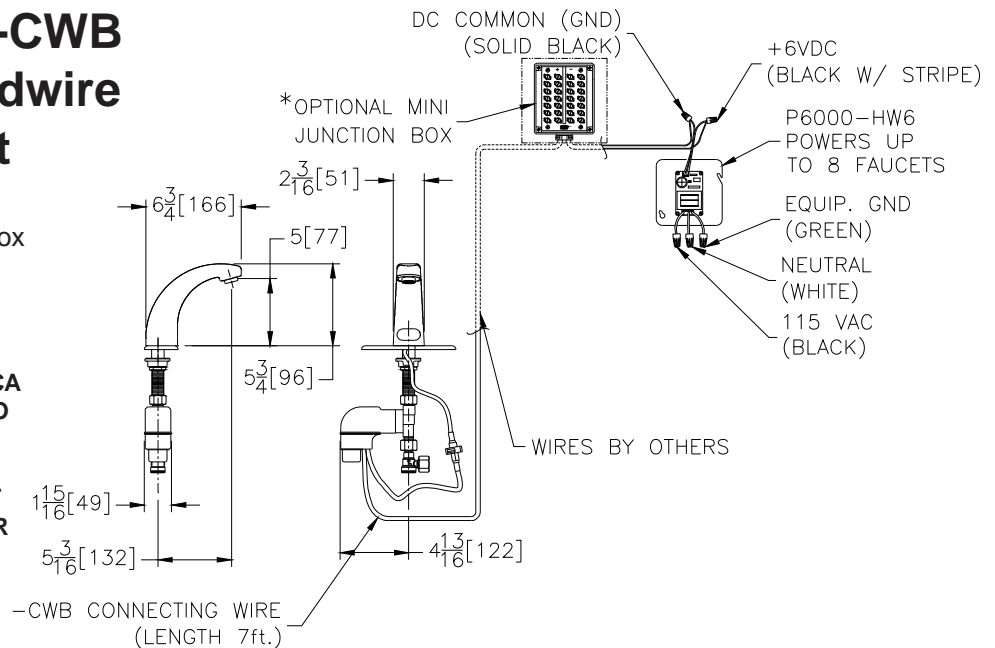 -CWB
dwire
t
OX
CA
O
R
DC COMMON (GND)
(SOLID BLACK)
+6VDC
(BLACK W/ STRIPE)
*OPTIONAL MINI
JUNCTION BOX
P6000-HW6
POWERS UP
TO 8 FAUCETS
2 3/16[51]
6 3/4[166]
5[77]
EQUIP. GND
(GREEN)
NEUTRAL
(WHITE)
115 VAC
(BLACK)
5 3/4[96]
WIRES BY OTHERS
1 15/16[49]
5 3/16[132]
4 13/16[122]
-CWB CONNECTING WIRE
(LENGTH 7ft.)